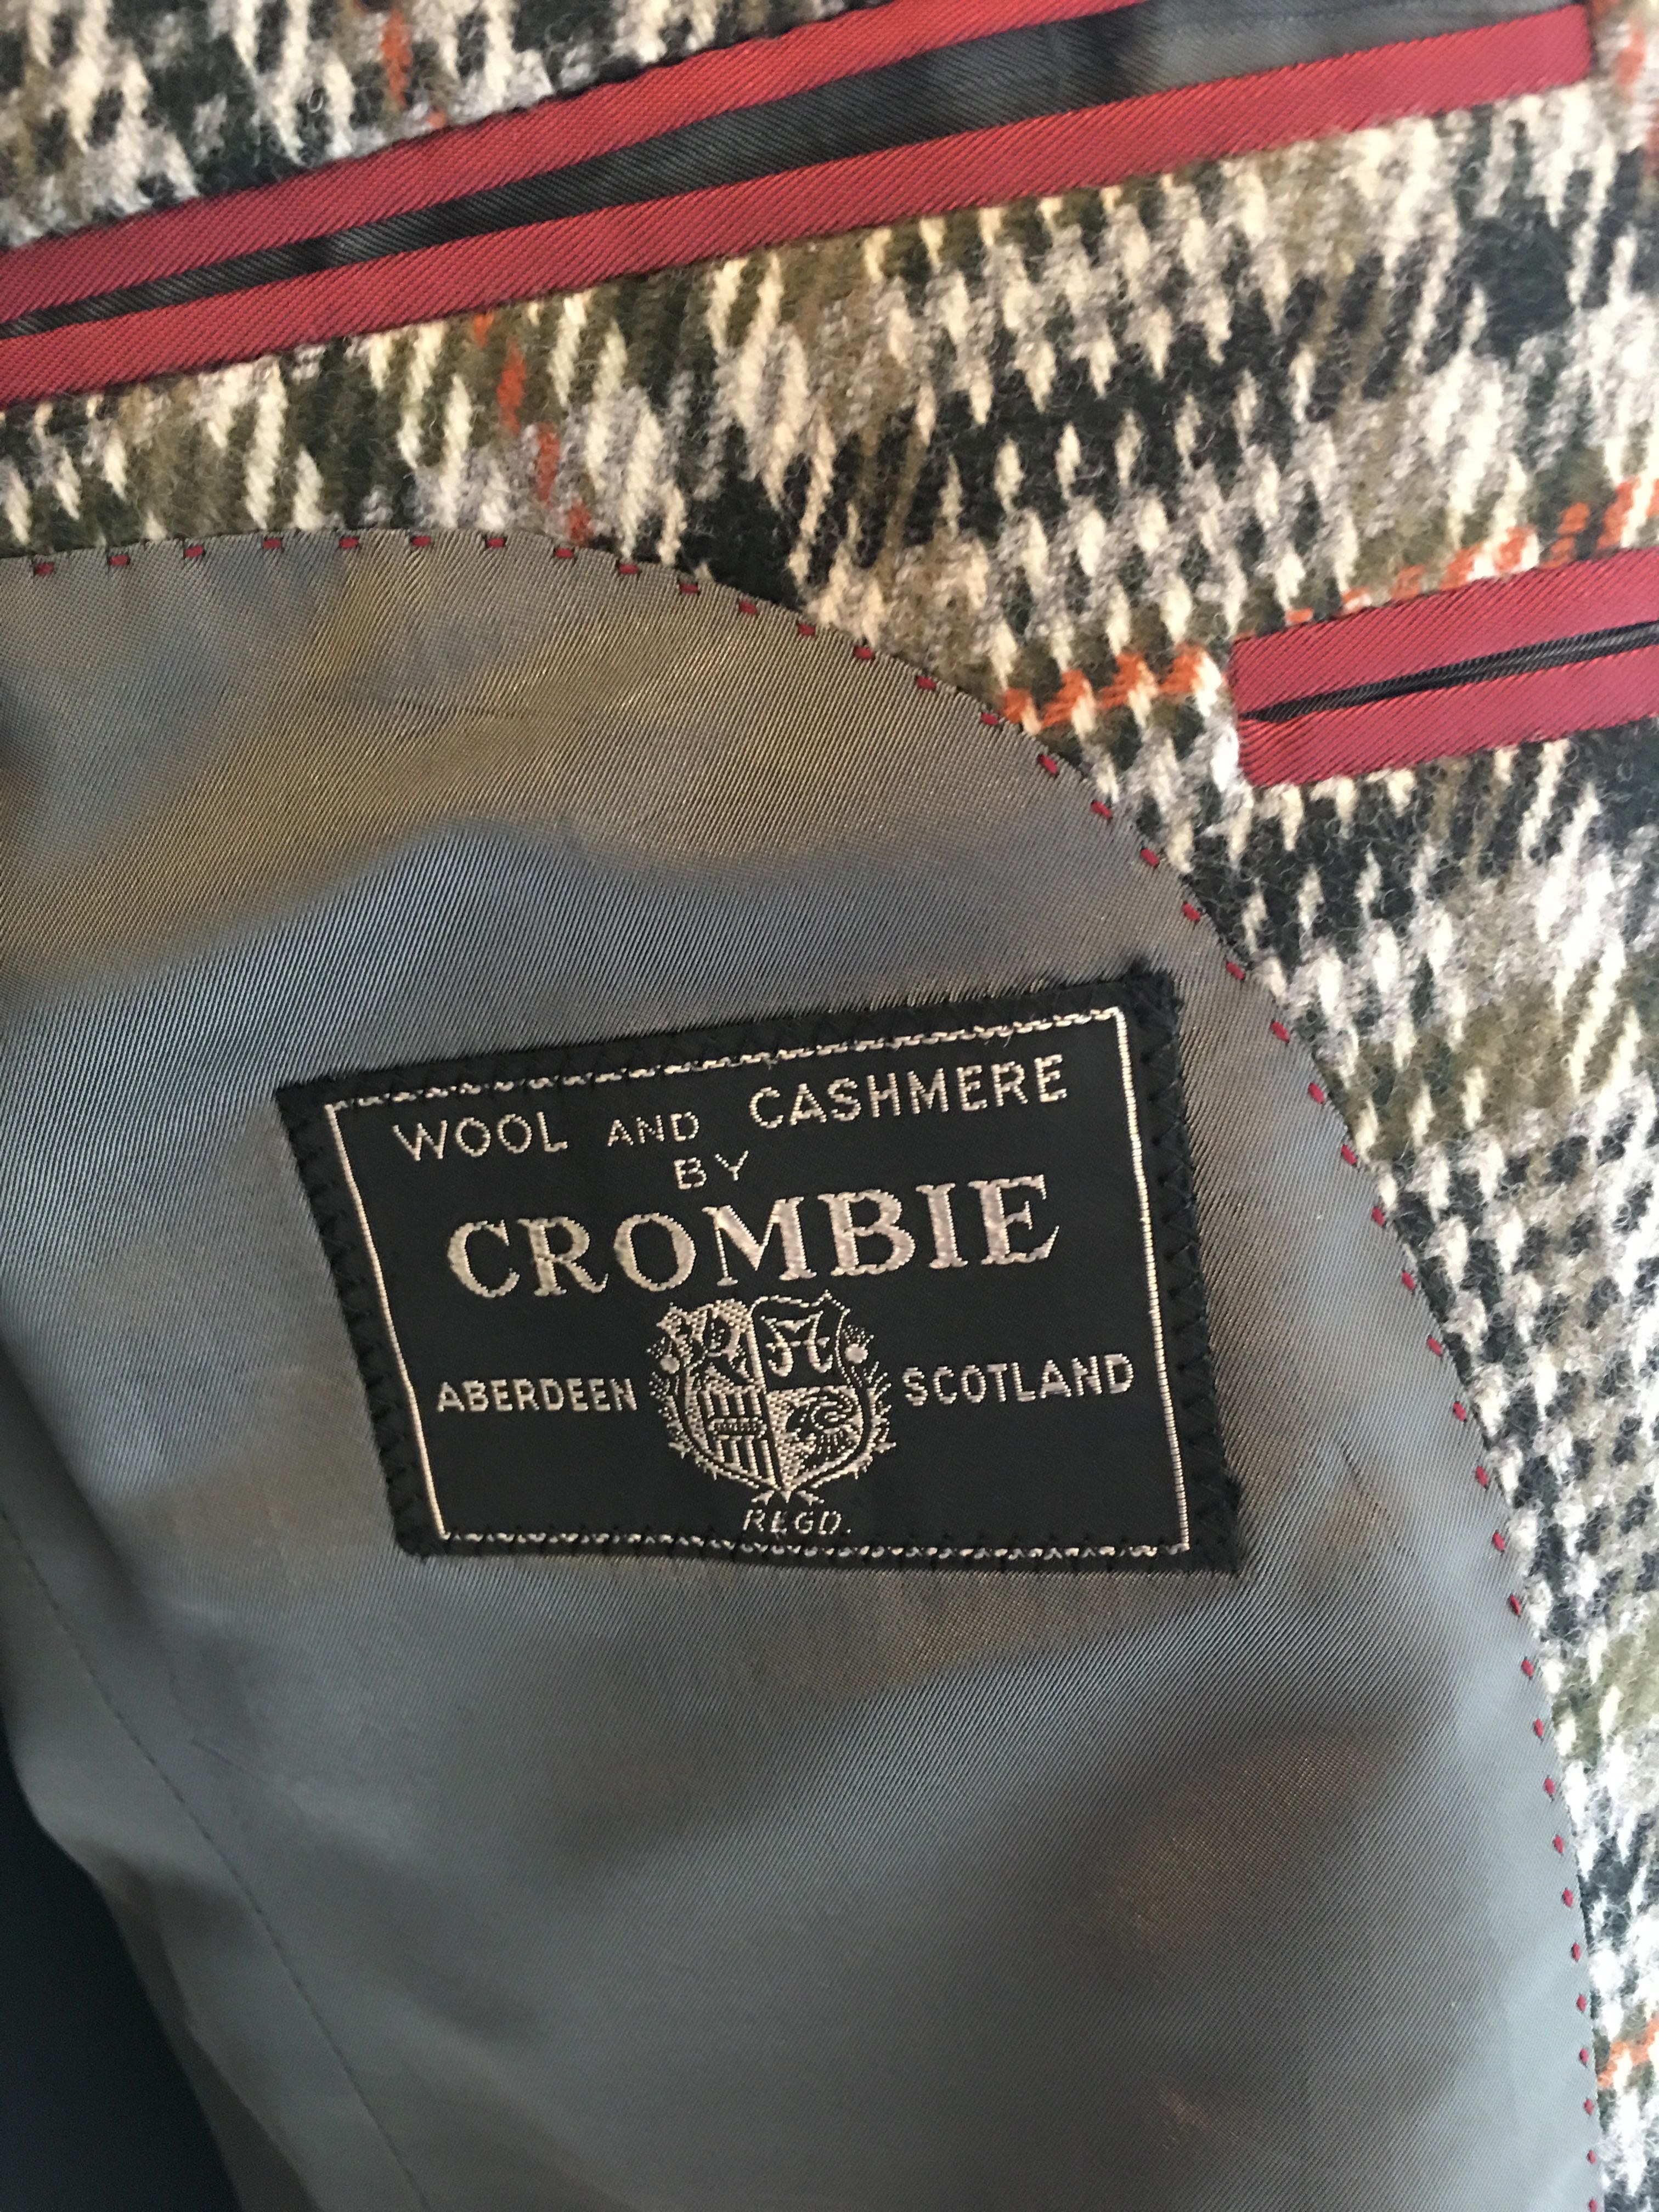 WOOL AND CASHMERE
BY
CROMBIE
ABERDEEN SCOTLAND
REGD.